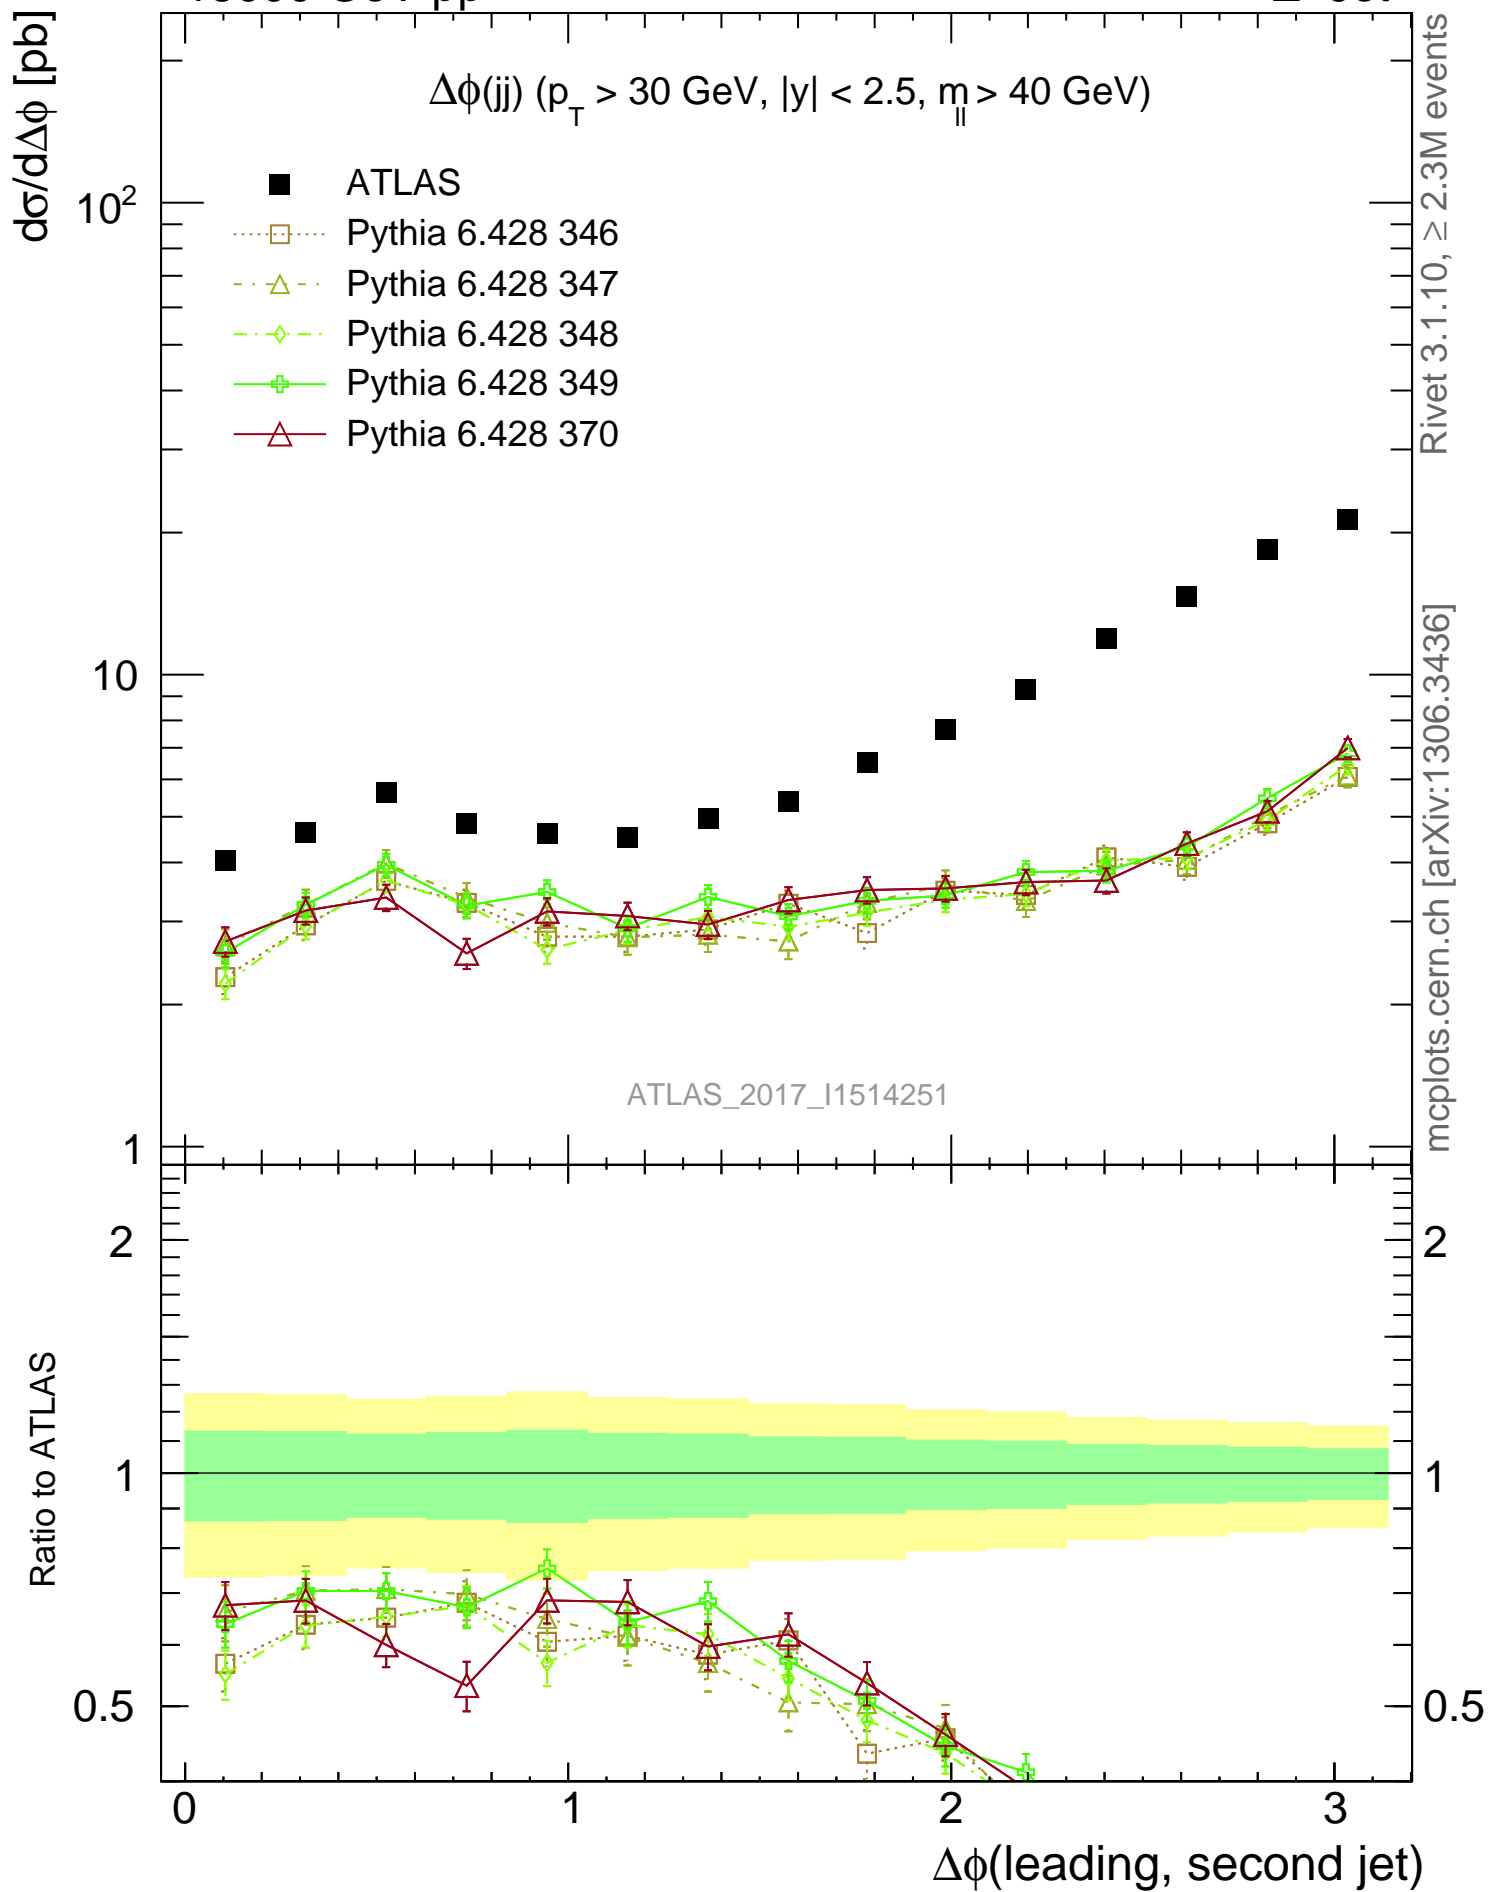 dσ/dΔϕ [pb]
Δϕ(jj) (p_T > 30 GeV, |y| < 2.5, m_ll > 40 GeV)
ATLAS
Pythia 6.428 346
Pythia 6.428 347
Pythia 6.428 348
Pythia 6.428 349
Pythia 6.428 370
10²
10
1
ATLAS_2017_I1514251
Rivet 3.1.10, ≥ 2.3M events
mcplots.cern.ch [arXiv:1306.3436]
Ratio to ATLAS
2
1
0.5
2
1
0.5
0 1 2 3
Δϕ(leading, second jet)